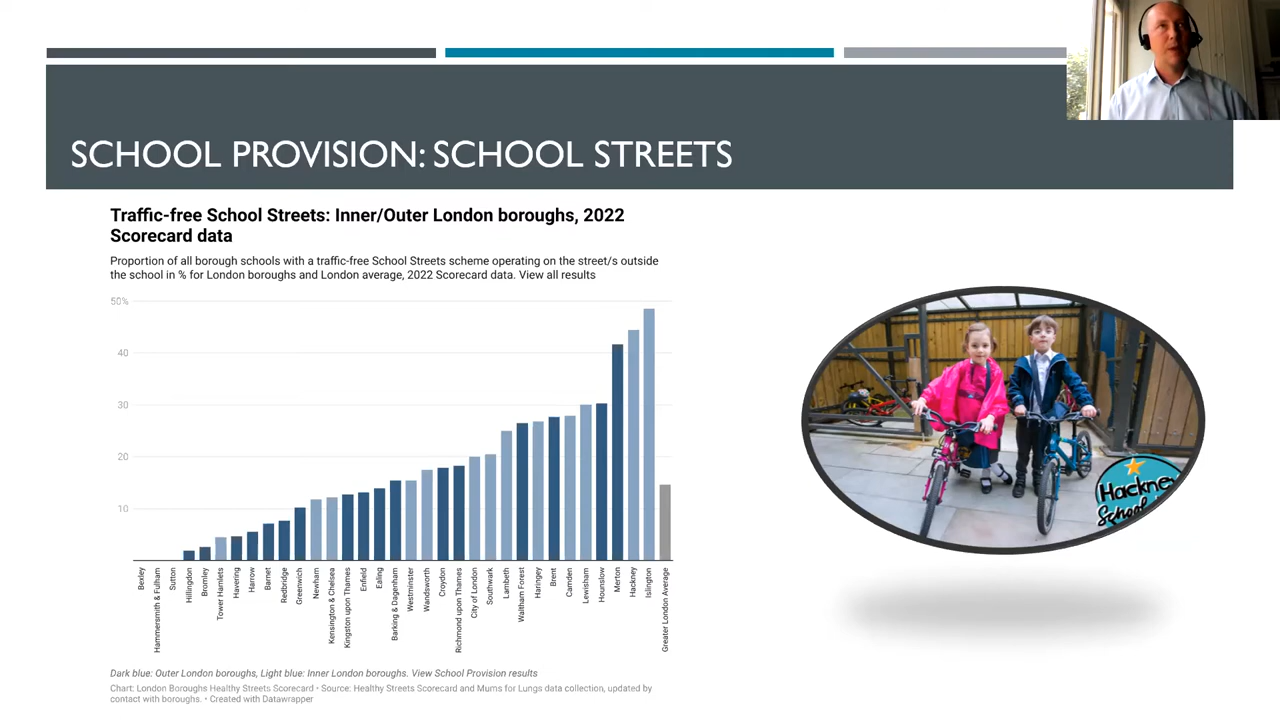 SCHOOL PROVISION: SCHOOL STREETS
Traffic-free School Streets: Inner/Outer London boroughs, 2022
Scorecard data
Proportion of all borough schools with a traffic-free School Streets scheme operating on the street/s outside
the school in % for London boroughs and London average, 2022 Scorecard data. View all results
50%
40
30
20
10
Bexley
Hammersmith & Fulham
Sutton
Hillingdon
Bromley
Tower Hamlets
Havering
Harrow
Barnet
Redbridge
Greenwich
Newham
Kensington & Chelsea
Kingston upon Thames
Enfield
Ealing
Barking & Dagenham
Westminster
Wandsworth
Croydon
Richmond upon Thames
City of London
Southwark
Lambeth
Waltham Forest
Haringey
Brent
Camden
Lewisham
Hounslow
Merton
Hackney
Islington
Greater London Average
Hackney
School
Dark blue: Outer London boroughs, Light blue: Inner London boroughs. View School Provision results
Chart: London Boroughs Healthy Streets Scorecard • Source: Healthy Streets Scorecard and Mums for Lungs data collection, updated by
contact with boroughs. • Created with Datawrapper